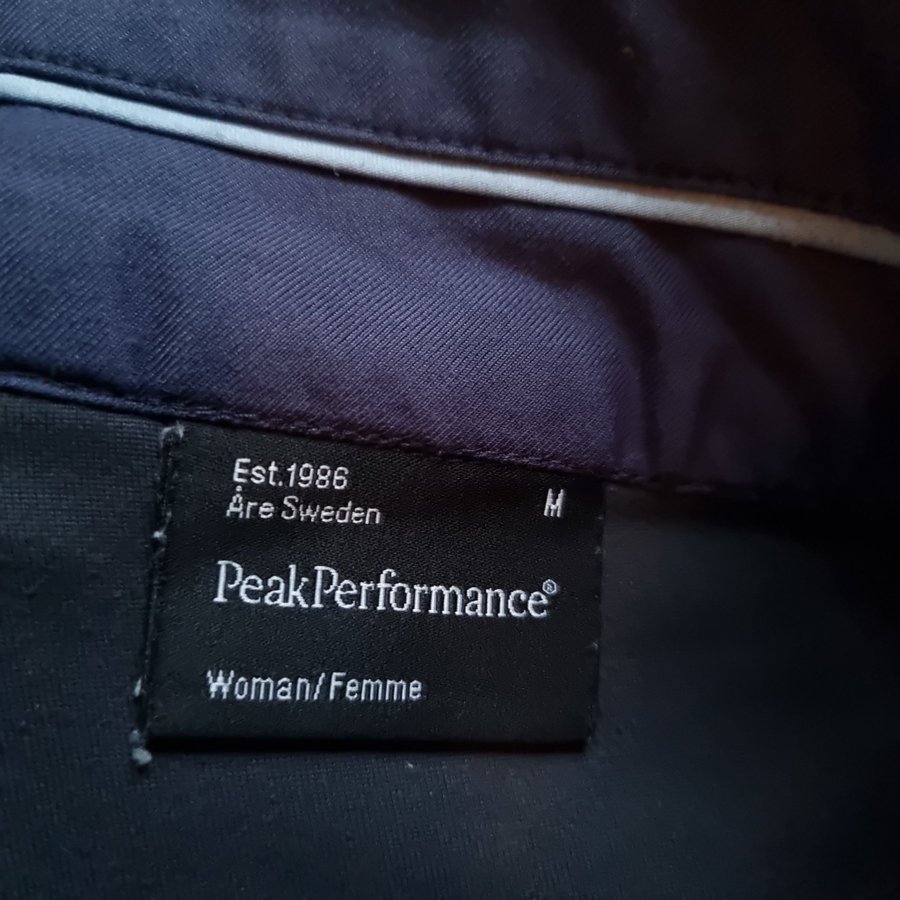 Est.1986
Åre Sweden
M
PeakPerformance®
Woman/Femme